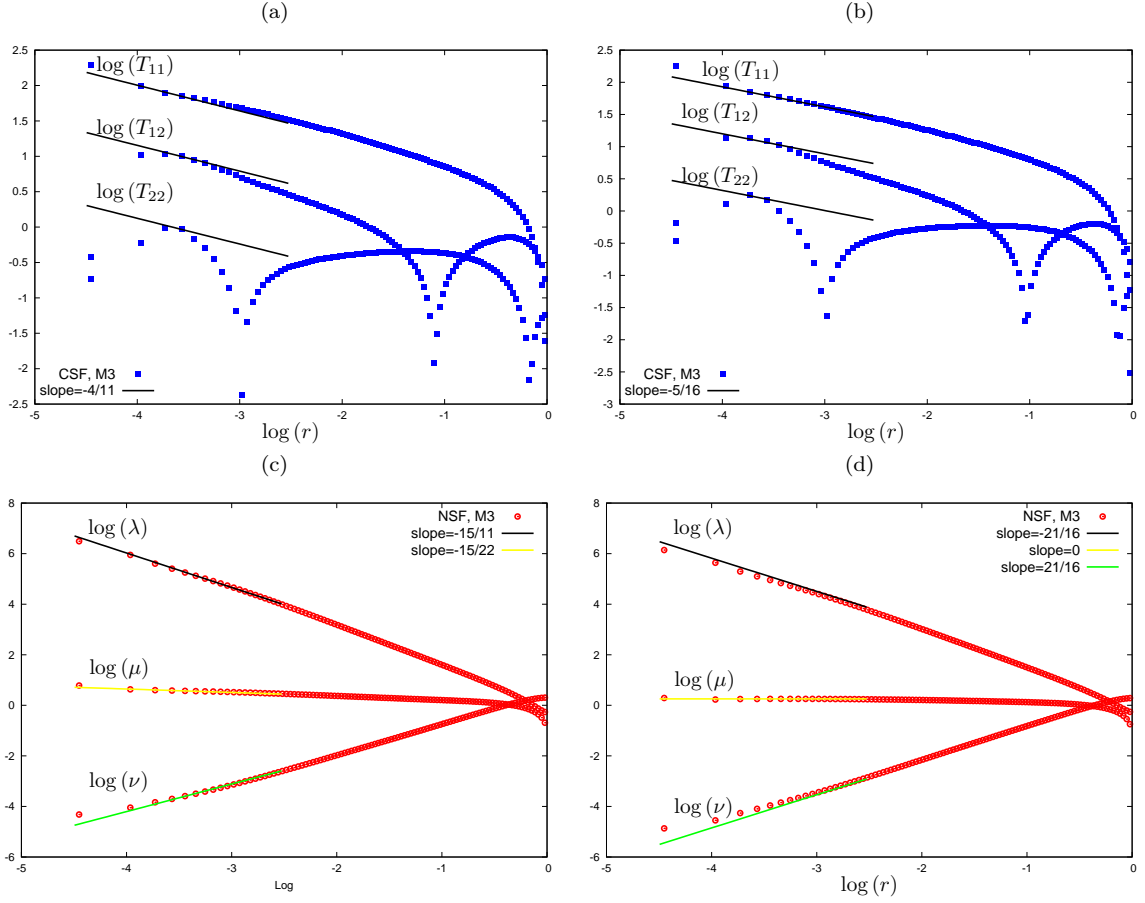 (a)
2.5
2
1.5
1
0.5
0
-0.5
-1
-1.5
-2
-2.5
log (T11)
log (T12)
log (T22)
CSF, M3
slope=-4/11
-5 -4 -3 -2 -1 0
log (r)
(b)
2.5
2
1.5
1
0.5
0
-0.5
-1
-1.5
-2
-2.5
-3
log (T11)
log (T12)
log (T22)
CSF, M3
slope=-5/16
-5 -4 -3 -2 -1 0
log (r)
(c)
8
6
4
2
0
-2
-4
-6
log (λ)
log (μ)
log (ν)
NSF, M3
slope=-15/11
slope=-15/22
-5 -4 -3 -2 -1 0
Log
(d)
8
6
4
2
0
-2
-4
-6
log (λ)
log (μ)
log (ν)
NSF, M3
slope=-21/16
slope=0
slope=21/16
-5 -4 -3 -2 -1 0
log (r)